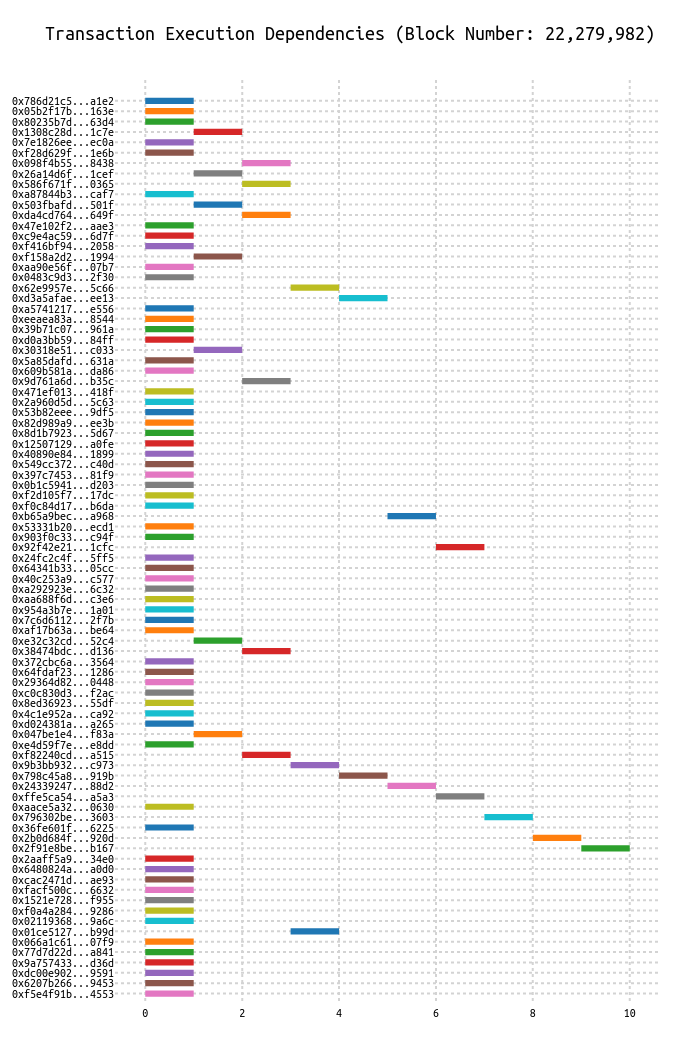 Transaction Execution Dependencies (Block Number: 22,279,982)
0x786d21c5...a1e2
0x05b2f17b...163e
0x80235b7d...63d4
0x1308c28d...1c7e
0x7e1826ee...ec0a
0xf28d629f...1e6b
0x098f4b55...8438
0x26a14d6f...1cef
0x586f671f...0365
0xa87844b3...caf7
0x503fbafd...501f
0xda4cd764...649f
0x47e102f2...aae3
0xc9e4ac59...6d7f
0xf416bf94...2058
0xf158a2d2...1994
0xaa90e56f...07b7
0x0483c9d3...2f30
0x62e9957e...5c66
0xd3a5afae...ee13
0xa5741217...e556
0xeeaea83a...8544
0x39b71c07...961a
0xd0a3bb59...84ff
0x30318e51...c033
0x5a85dafd...631a
0x609b581a...da86
0x9d761a6d...b35c
0x471ef013...418f
0x2a960d5d...5c63
0x53b82eee...9df5
0x82d989a9...ee3b
0x8d1b7923...5d67
0x12507129...a0fe
0x40890e84...1899
0x549cc372...c40d
0x397c7453...81f9
0x0b1c5941...d203
0xf2d105f7...17dc
0xf0c84d17...b6da
0xb65a9bec...a968
0x53331b20...ecd1
0x903f0c33...c94f
0x92f42e21...1cfc
0x24fc2c4f...5ff5
0x64341b33...05cc
0x40c253a9...c577
0xa292923e...6c32
0xaa688f6d...c3e6
0x954a3b7e...1a01
0x7c6d6112...2f7b
0xaf17b63a...be64
0xe32c32cd...52c4
0x38474bdc...d136
0x372cbc6a...3564
0x64fdaf23...1286
0x29364d82...0448
0xc0c830d3...f2ac
0x8ed36923...55df
0x4c1e952a...ca92
0xd024381a...a265
0x047be1e4...f83a
0xe4d59f7e...e8dd
0xf82240cd...a515
0x9b3bb932...c973
0x798c45a8...919b
0x24339247...88d2
0xffe5ca54...a5a3
0xaace5a32...0630
0x796302be...3603
0x36fe601f...6225
0x2b0d684f...920d
0x2f91e8be...b167
0x2aaff5a9...34e0
0x6480824a...a0d0
0xcac2471d...ae93
0xfacf500c...6632
0x1521e728...f955
0xf0a4a284...9286
0x02119368...9a6c
0x01ce5127...b99d
0x066a1c61...07f9
0x77d7d22d...a841
0x9a757433...d36d
0xdc00e902...9591
0x6207b266...9453
0xf5e4f91b...4553
0 2 4 6 8 10